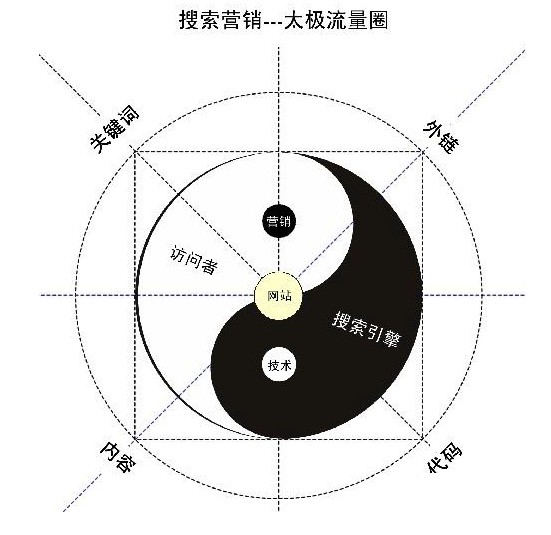 搜索营销---太极流量圈
关键词
外链
营销
访问者
网站
搜索引擎
技术
内容
代码